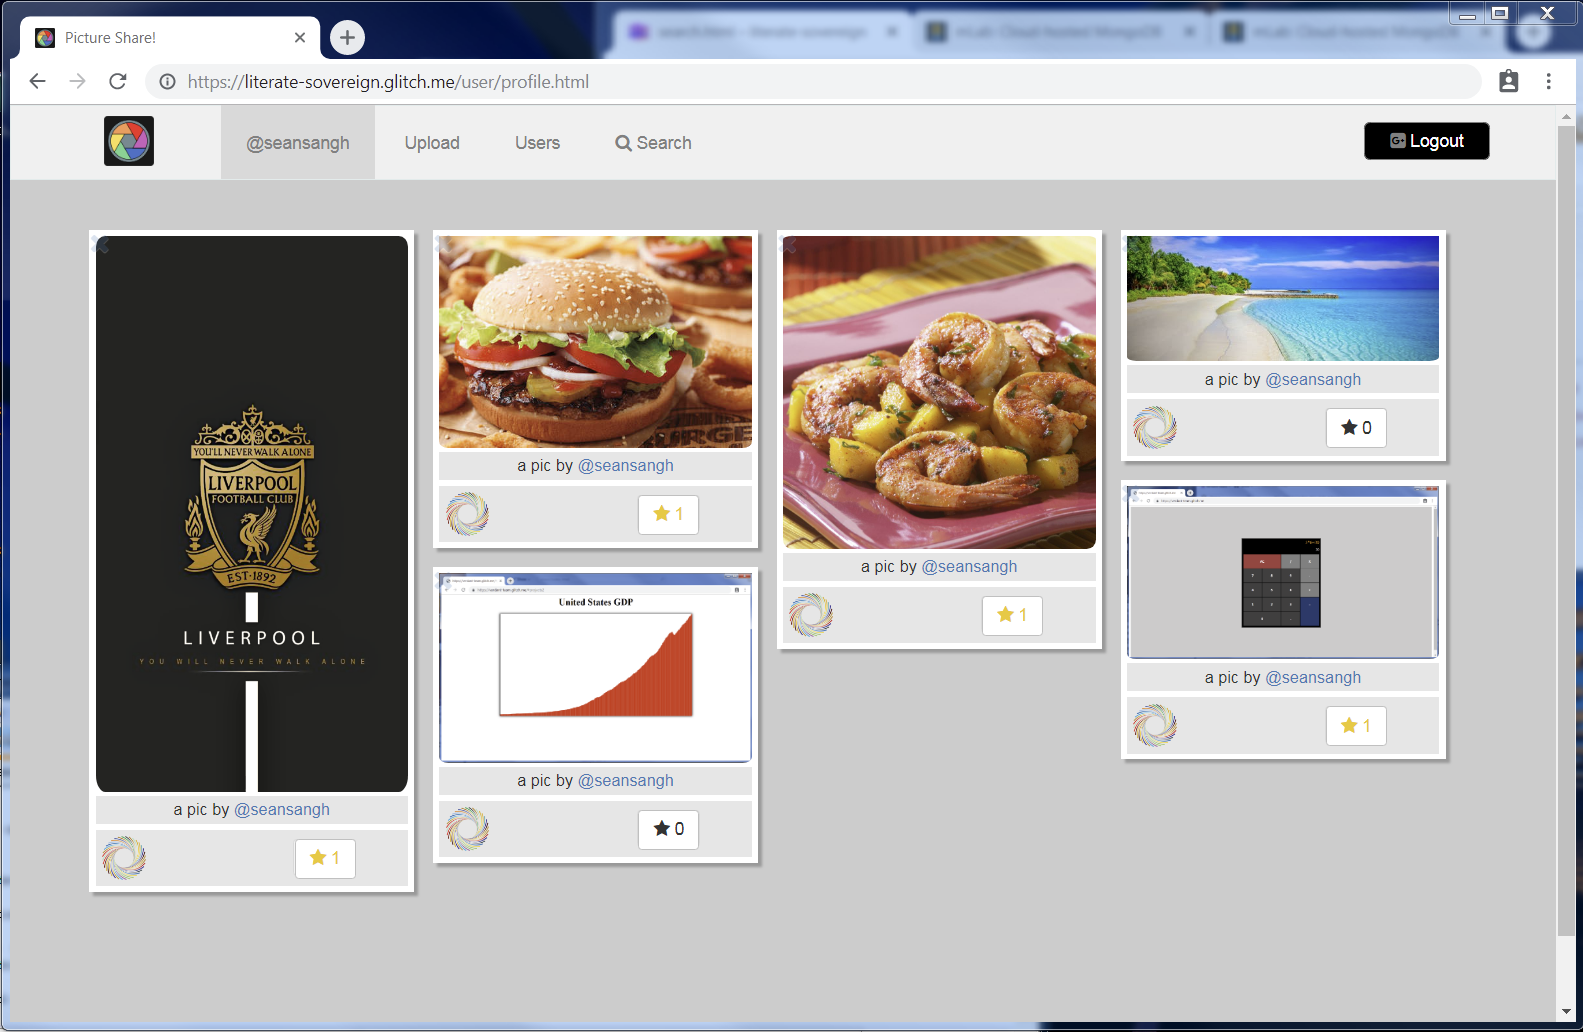 Picture Share!
https://literate-sovereign.glitch.me/user/profile.html
@seansangh
Upload
Users
Search
G+ Logout
YOU'LL NEVER WALK ALONE
LIVERPOOL
FOOTBALL CLUB
EST·1892
LIVERPOOL
YOU WILL NEVER WALK ALONE
a pic by @seansangh
1
a pic by @seansangh
1
United States GDP
a pic by @seansangh
0
a pic by @seansangh
1
a pic by @seansangh
0
a pic by @seansangh
1